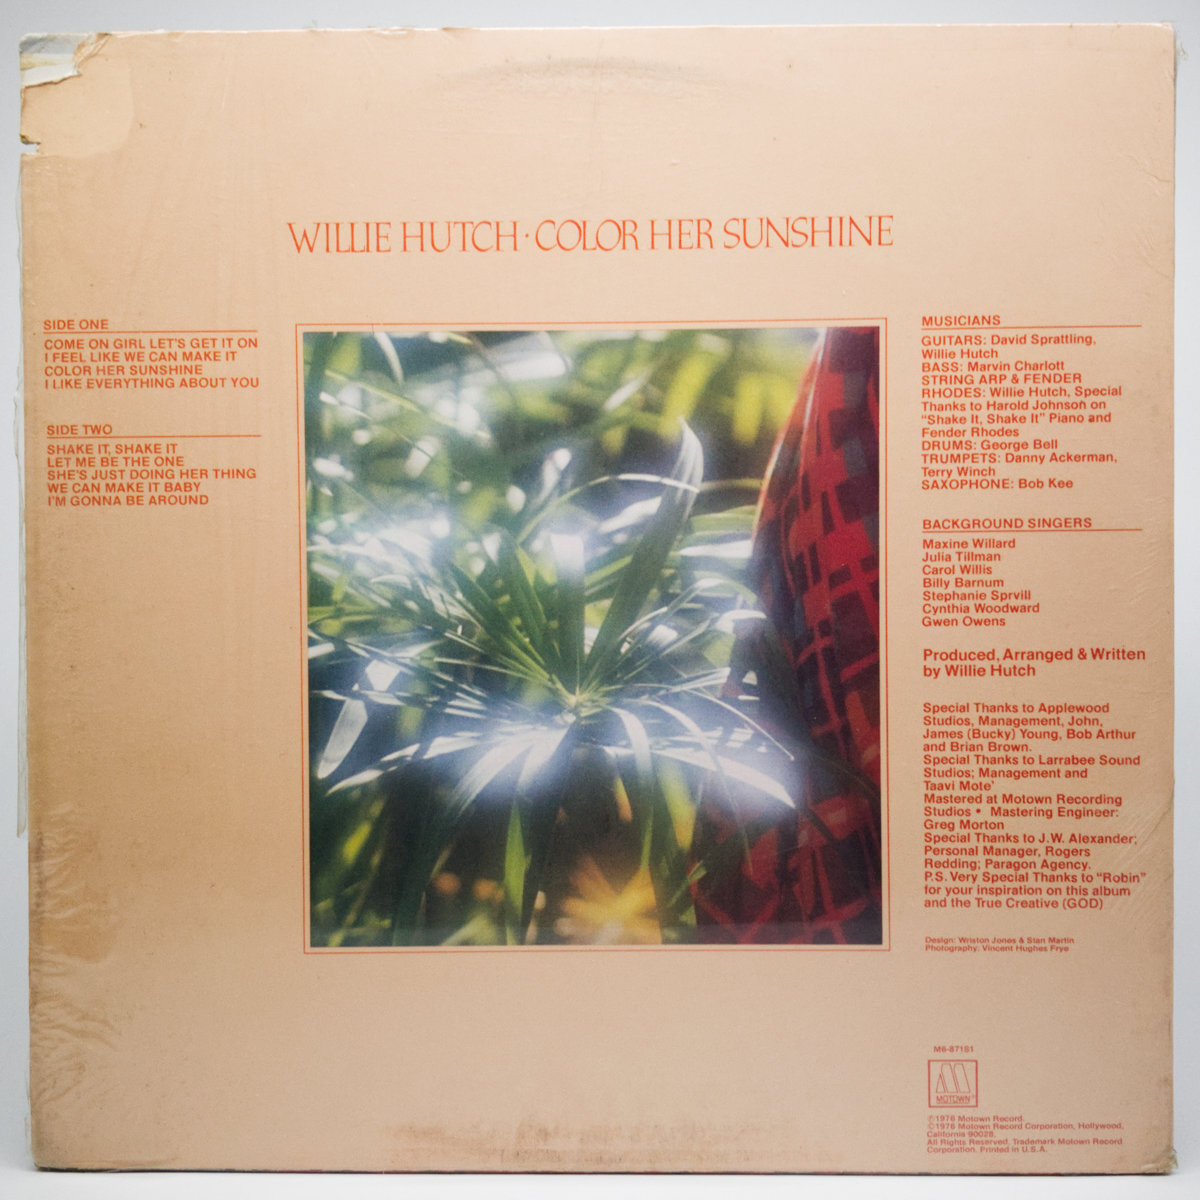 WILLIE HUTCH · COLOR HER SUNSHINE
SIDE ONE
COME ON GIRL LET'S GET IT ON
I FEEL LIKE WE CAN MAKE IT
COLOR HER SUNSHINE
I LIKE EVERYTHING ABOUT YOU
SIDE TWO
SHAKE IT, SHAKE IT
LET ME BE THE ONE
SHE'S JUST DOING HER THING
WE CAN MAKE IT BABY
I'M GONNA BE AROUND
MUSICIANS
GUITARS: David Sprattling,
Willie Hutch
BASS: Marvin Charlott
STRING ARP & FENDER
RHODES: Willie Hutch, Special
Thanks to Harold Johnson on
"Shake It, Shake It" Piano and
Fender Rhodes
DRUMS: George Bell
TRUMPETS: Danny Ackerman,
Terry Winch
SAXOPHONE: Bob Kee
BACKGROUND SINGERS
Maxine Willard
Julia Tillman
Carol Willis
Billy Barnum
Stephanie Sprvill
Cynthia Woodward
Gwen Owens
Produced, Arranged & Written
by Willie Hutch
Special Thanks to Applewood
Studios, Management, John,
James (Bucky) Young, Bob Arthur
and Brian Brown.
Special Thanks to Larrabee Sound
Studios; Management and
Taavi Mote'
Mastered at Motown Recording
Studios • Mastering Engineer:
Greg Morton
Special Thanks to J.W. Alexander;
Personal Manager, Rogers
Redding; Paragon Agency.
P.S. Very Special Thanks to "Robin"
for your inspiration on this album
and the True Creative (GOD)
Design: Wriston Jones & Stan Martin
Photography: Vincent Hughes Frye
M6-871S1
MOTOWN
℗1976 Motown Record.
©1976 Motown Record Corporation, Hollywood,
California 90028.
All Rights Reserved. Trademark Motown Record
Corporation. Printed in U.S.A.